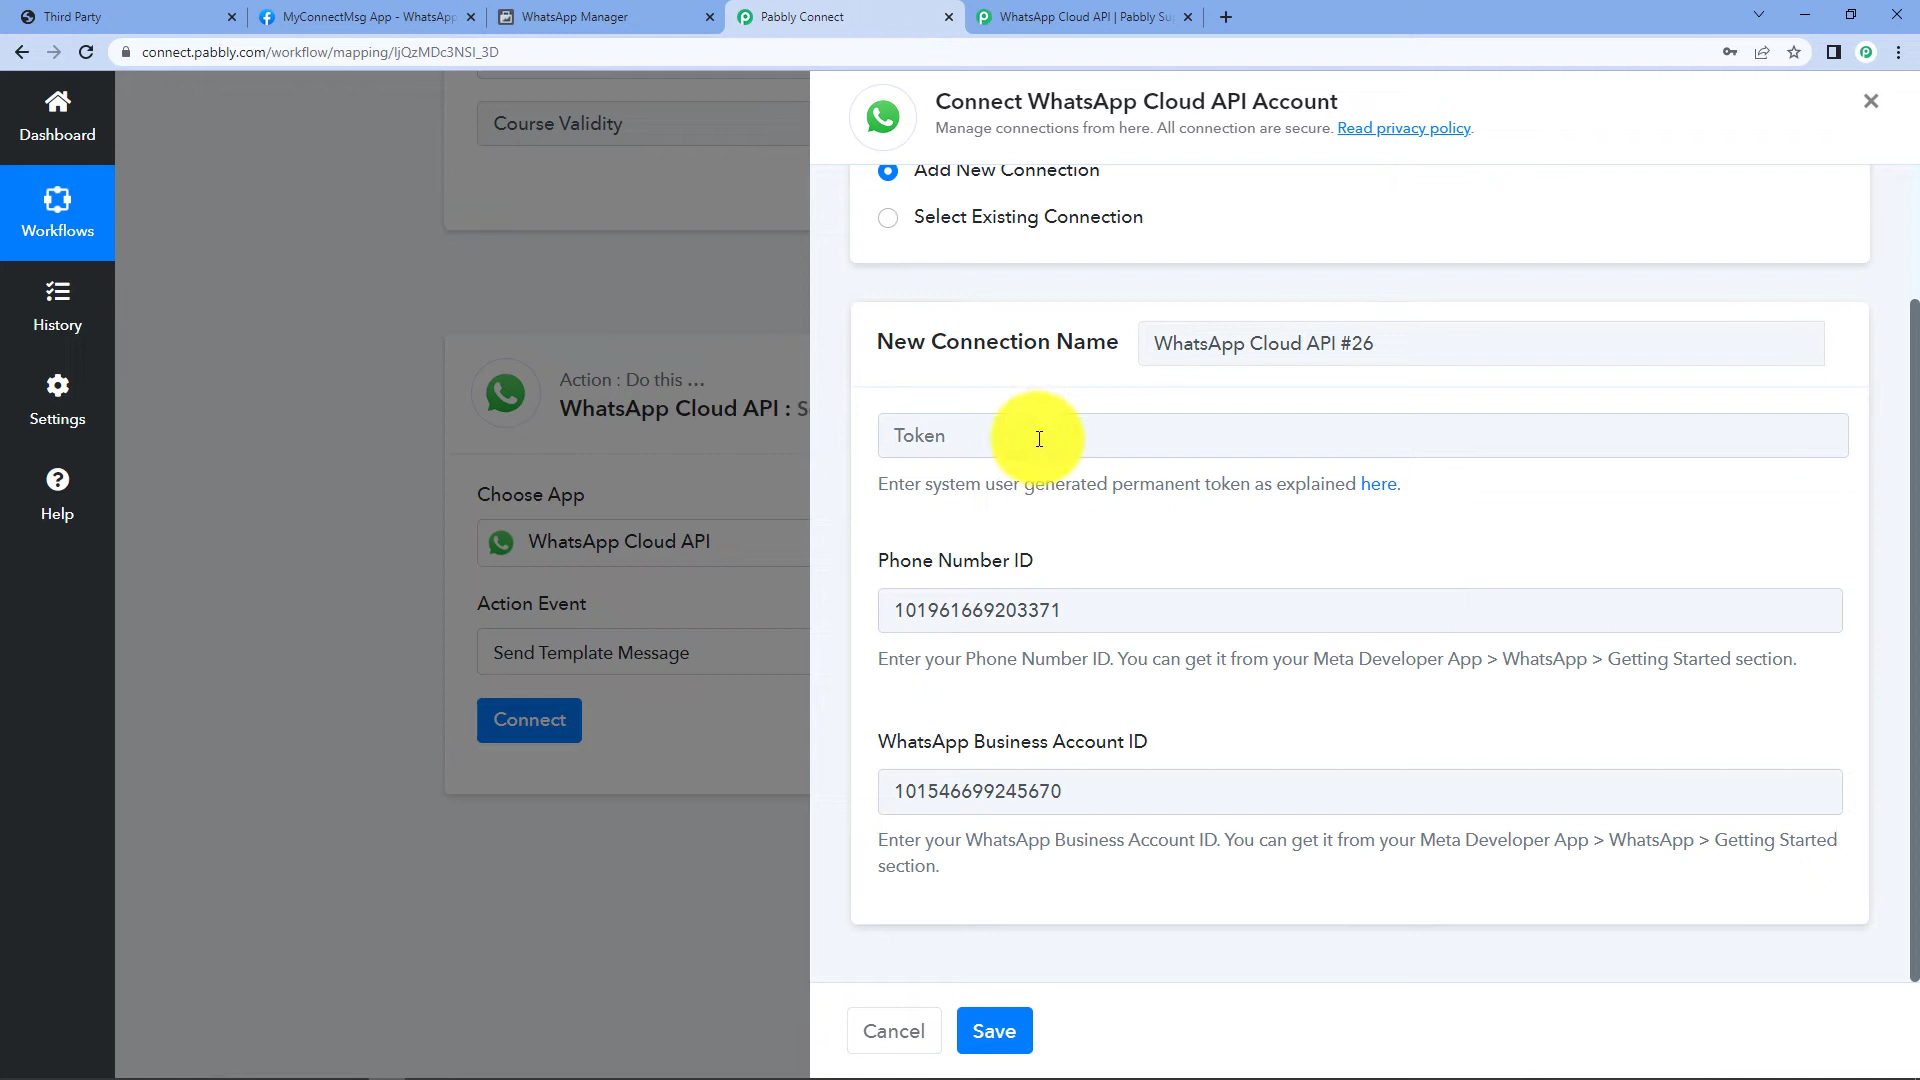 Third Party
MyConnectMsg App - WhatsApp
WhatsApp Manager
Pabbly Connect
WhatsApp Cloud API | Pabbly Su
connect.pabbly.com/workflow/mapping/IjQzMDc3NSI_3D
Dashboard
Workflows
History
Settings
Help
Course Validity
Action : Do this ...
WhatsApp Cloud API : S
Choose App
WhatsApp Cloud API
Action Event
Send Template Message
Connect
Connect WhatsApp Cloud API Account
Manage connections from here. All connection are secure. Read privacy policy.
Add New Connection
Select Existing Connection
New Connection Name
WhatsApp Cloud API #26
Token
Enter system user generated permanent token as explained here.
Phone Number ID
101961669203371
Enter your Phone Number ID. You can get it from your Meta Developer App > WhatsApp > Getting Started section.
WhatsApp Business Account ID
101546699245670
Enter your WhatsApp Business Account ID. You can get it from your Meta Developer App > WhatsApp > Getting Started
section.
Cancel
Save